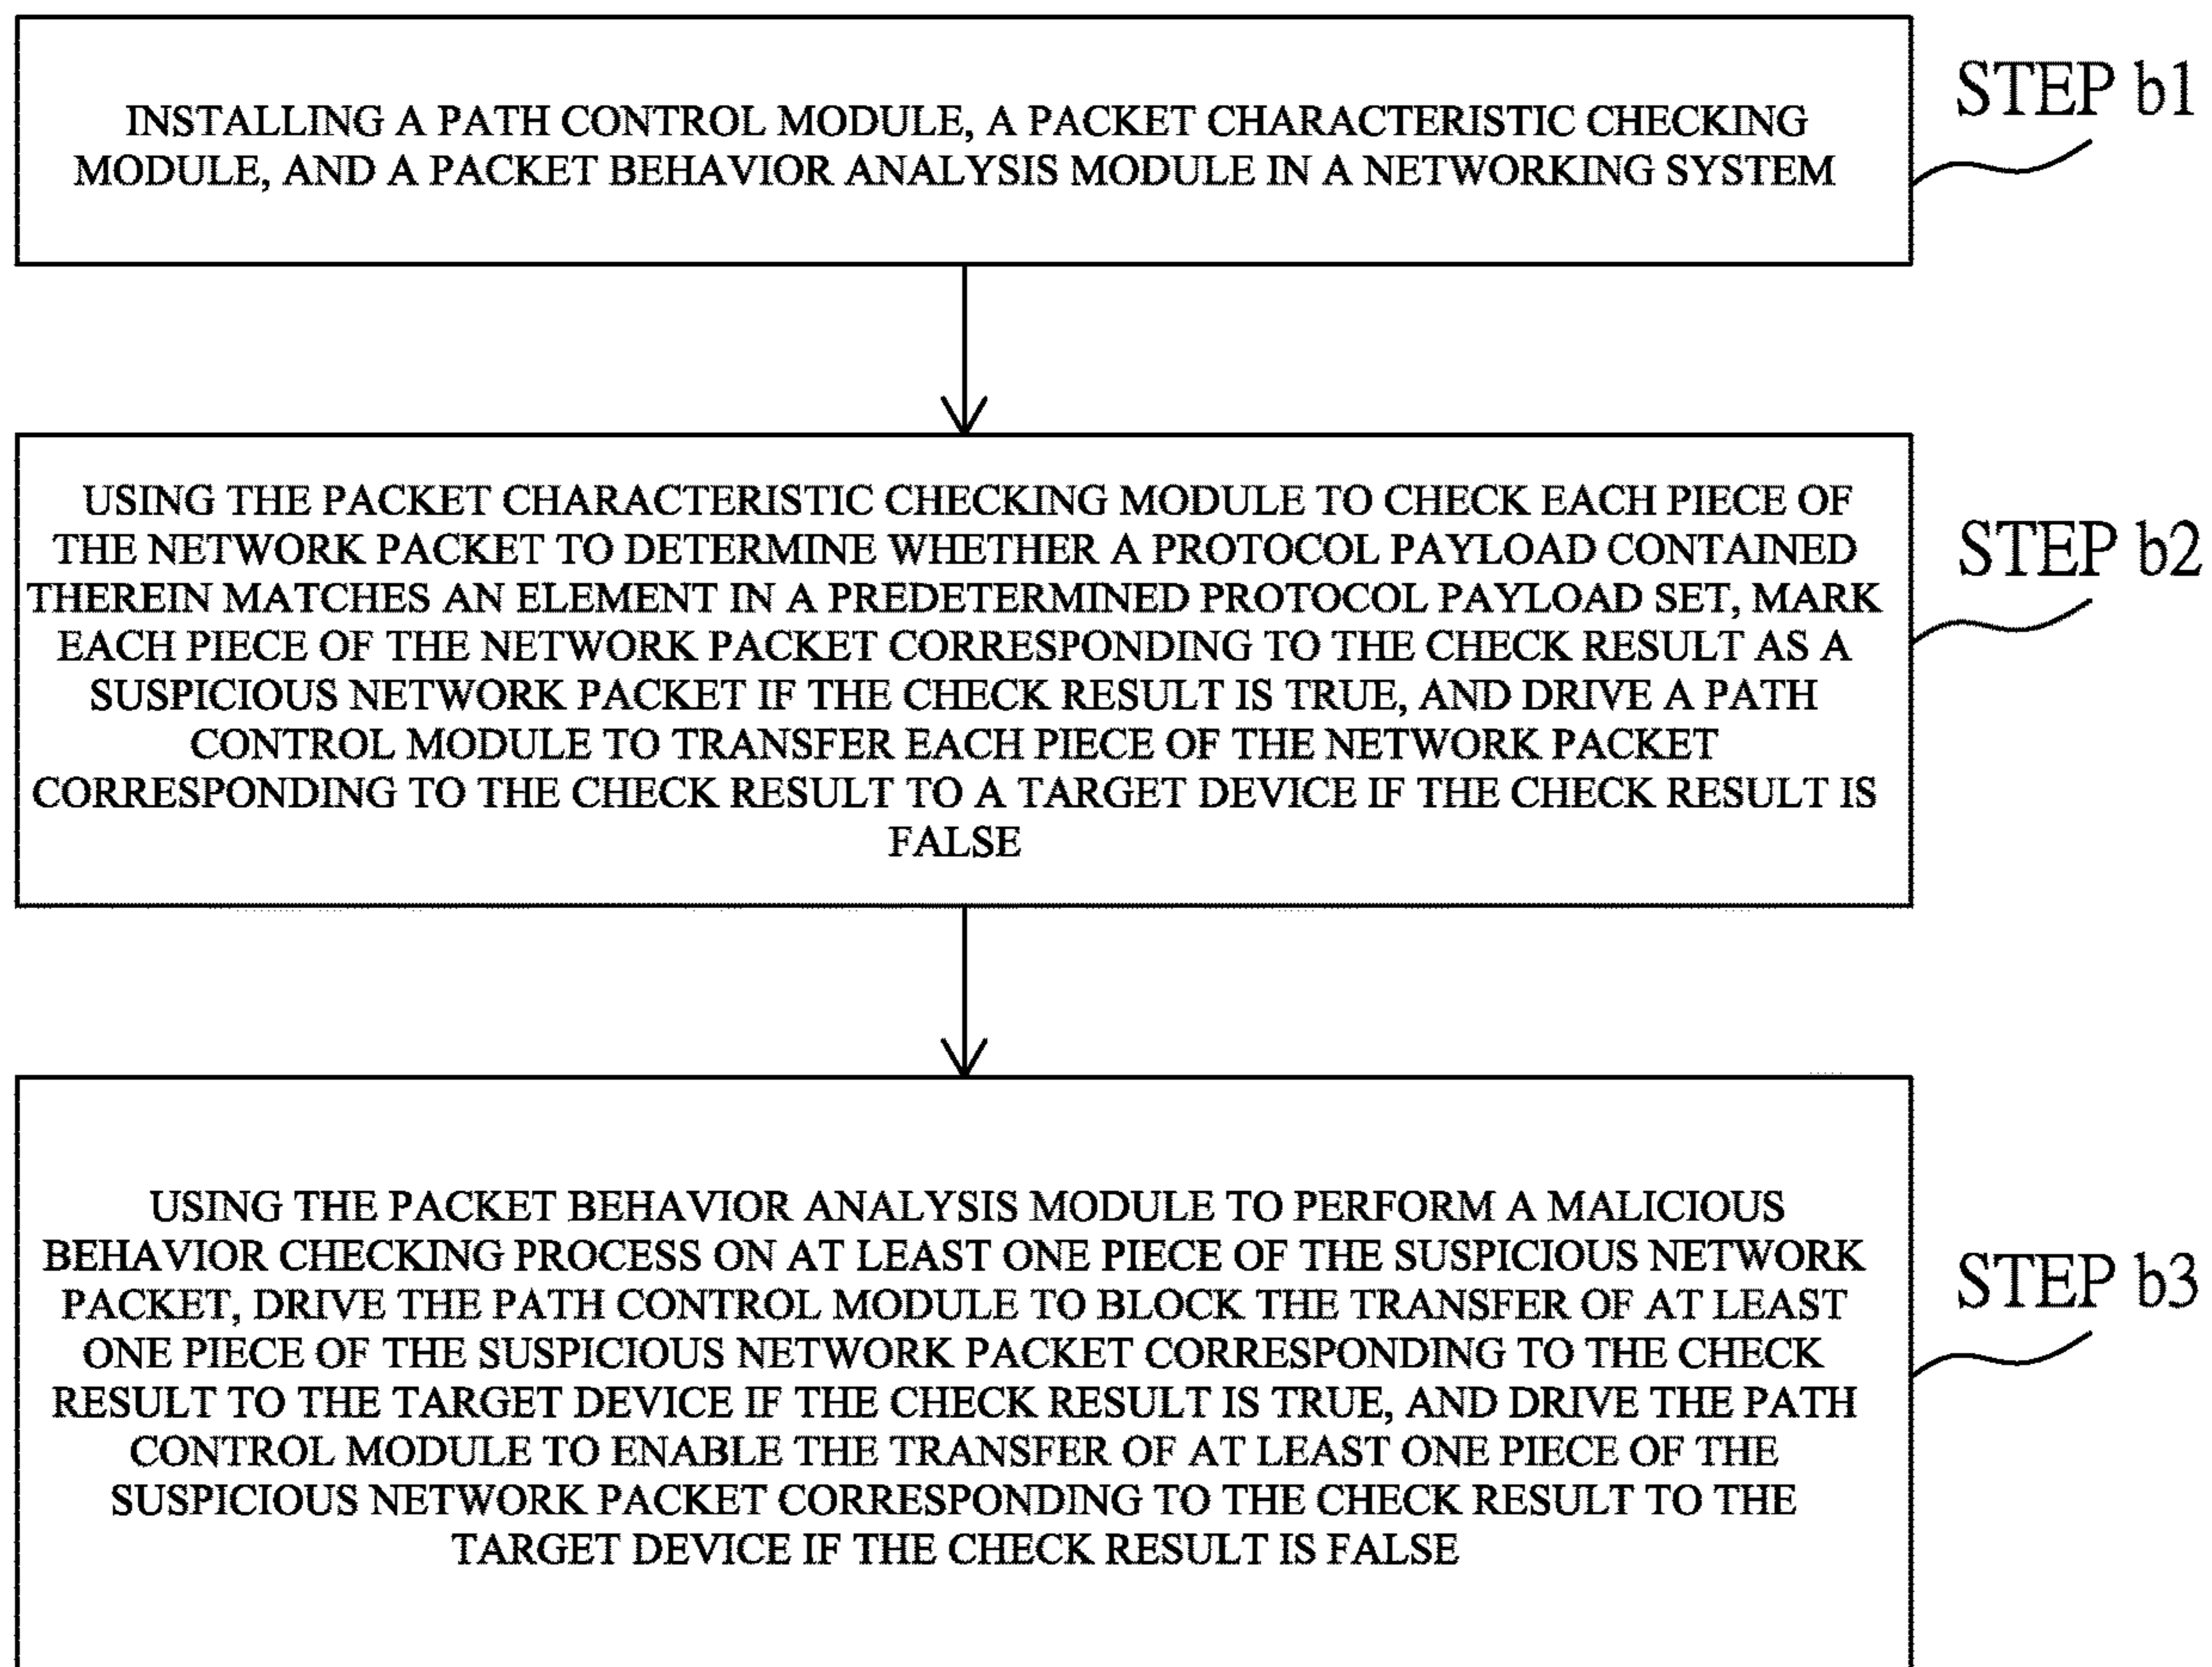 INSTALLING A PATH CONTROL MODULE, A PACKET CHARACTERISTIC CHECKING
MODULE, AND A PACKET BEHAVIOR ANALYSIS MODULE IN A NETWORKING SYSTEM
STEP b1
USING THE PACKET CHARACTERISTIC CHECKING MODULE TO CHECK EACH PIECE OF
THE NETWORK PACKET TO DETERMINE WHETHER A PROTOCOL PAYLOAD CONTAINED
THEREIN MATCHES AN ELEMENT IN A PREDETERMINED PROTOCOL PAYLOAD SET, MARK
EACH PIECE OF THE NETWORK PACKET CORRESPONDING TO THE CHECK RESULT AS A
SUSPICIOUS NETWORK PACKET IF THE CHECK RESULT IS TRUE, AND DRIVE A PATH
CONTROL MODULE TO TRANSFER EACH PIECE OF THE NETWORK PACKET
CORRESPONDING TO THE CHECK RESULT TO A TARGET DEVICE IF THE CHECK RESULT IS
FALSE
STEP b2
USING THE PACKET BEHAVIOR ANALYSIS MODULE TO PERFORM A MALICIOUS
BEHAVIOR CHECKING PROCESS ON AT LEAST ONE PIECE OF THE SUSPICIOUS NETWORK
PACKET, DRIVE THE PATH CONTROL MODULE TO BLOCK THE TRANSFER OF AT LEAST
ONE PIECE OF THE SUSPICIOUS NETWORK PACKET CORRESPONDING TO THE CHECK
RESULT TO THE TARGET DEVICE IF THE CHECK RESULT IS TRUE, AND DRIVE THE PATH
CONTROL MODULE TO ENABLE THE TRANSFER OF AT LEAST ONE PIECE OF THE
SUSPICIOUS NETWORK PACKET CORRESPONDING TO THE CHECK RESULT TO THE
TARGET DEVICE IF THE CHECK RESULT IS FALSE
STEP b3